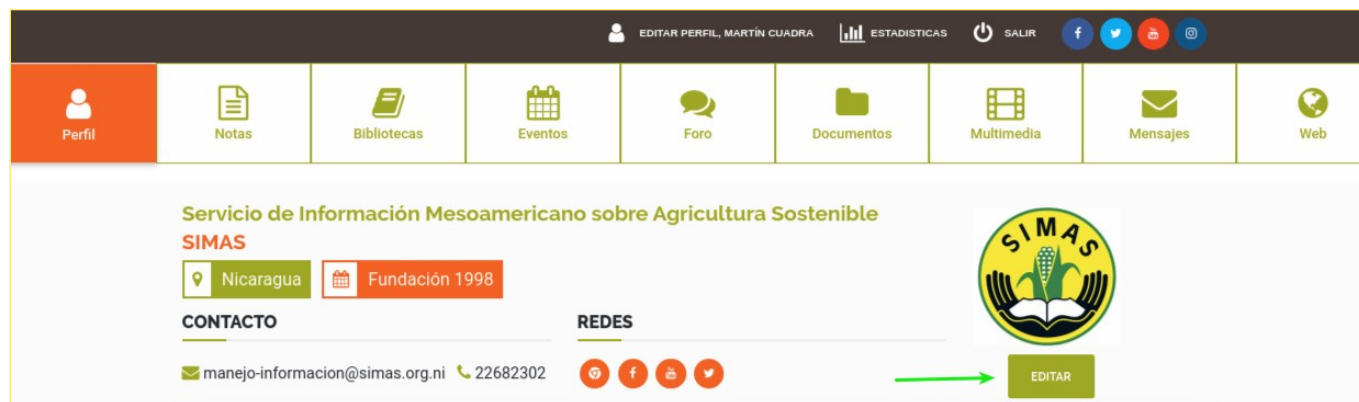 EDITAR PERFIL, MARTÍN CUADRA ESTADISTICAS SALIR
Perfil Notas Bibliotecas Eventos Foro Documentos Multimedia Mensajes Web
Servicio de Información Mesoamericano sobre Agricultura Sostenible
SIMAS
SIMAS
Nicaragua Fundación 1998
CONTACTO REDES
manejo-informacion@simas.org.ni 22682302
EDITAR